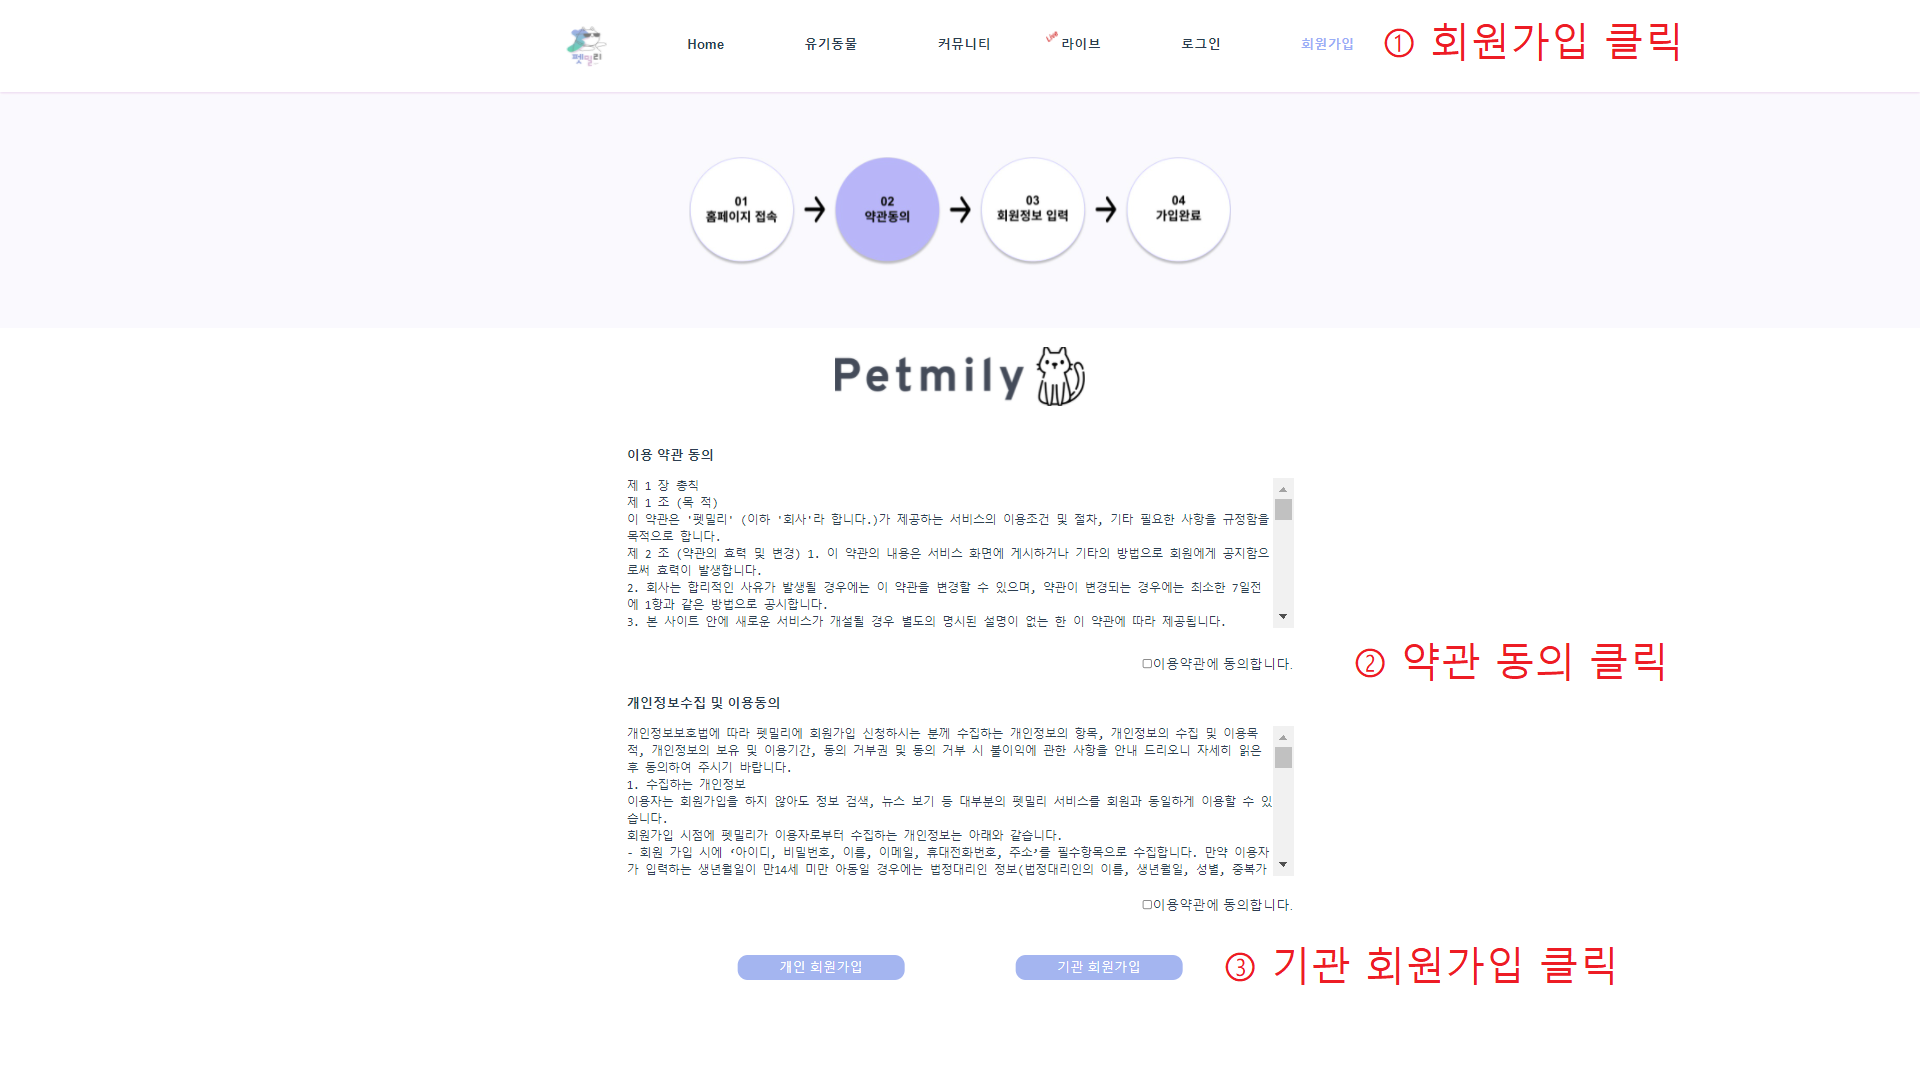 펫밀리
Home
유기동물
커뮤니티
Live
라이브
로그인
회원가입
① 회원가입 클릭
01
홈페이지 접속
02
약관동의
03
회원정보 입력
04
가입완료
Petmily
이용 약관 동의
제 1 장 총칙
제 1 조 (목 적)
이 약관은 '펫밀리' (이하 '회사'라 합니다.)가 제공하는 서비스의 이용조건 및 절차, 기타 필요한 사항을 규정함을
목적으로 합니다.
제 2 조 (약관의 효력 및 변경) 1. 이 약관의 내용은 서비스 화면에 게시하거나 기타의 방법으로 회원에게 공지함으
로써 효력이 발생합니다.
2. 회사는 합리적인 사유가 발생될 경우에는 이 약관을 변경할 수 있으며, 약관이 변경되는 경우에는 최소한 7일전
에 1항과 같은 방법으로 공시합니다.
3. 본 사이트 안에 새로운 서비스가 개설될 경우 별도의 명시된 설명이 없는 한 이 약관에 따라 제공됩니다.
이용약관에 동의합니다.
② 약관 동의 클릭
개인정보수집 및 이용동의
개인정보보호법에 따라 펫밀리에 회원가입 신청하시는 분께 수집하는 개인정보의 항목, 개인정보의 수집 및 이용목
적, 개인정보의 보유 및 이용기간, 동의 거부권 및 동의 거부 시 불이익에 관한 사항을 안내 드리오니 자세히 읽은
후 동의하여 주시기 바랍니다.
1. 수집하는 개인정보
이용자는 회원가입을 하지 않아도 정보 검색, 뉴스 보기 등 대부분의 펫밀리 서비스를 회원과 동일하게 이용할 수 있
습니다.
회원가입 시점에 펫밀리가 이용자로부터 수집하는 개인정보는 아래와 같습니다.
- 회원 가입 시에 ‘아이디, 비밀번호, 이름, 이메일, 휴대전화번호, 주소’를 필수항목으로 수집합니다. 만약 이용자
가 입력하는 생년월일이 만14세 미만 아동일 경우에는 법정대리인 정보(법정대리인의 이름, 생년월일, 성별, 중복가
이용약관에 동의합니다.
개인 회원가입
기관 회원가입
③ 기관 회원가입 클릭